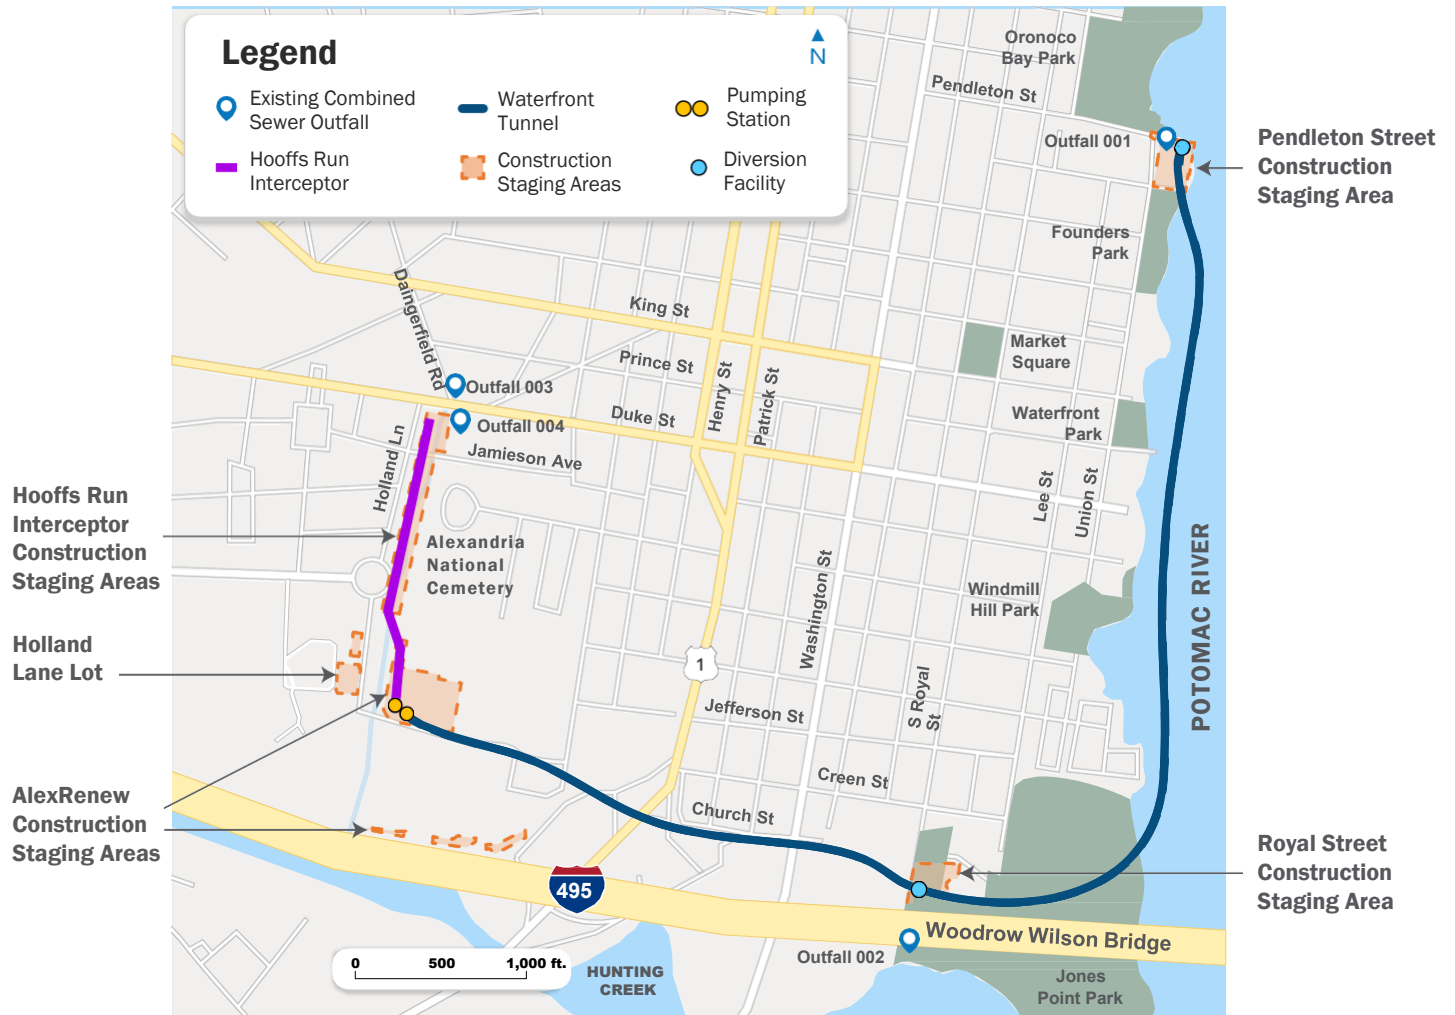 Legend
N
Existing Combined
Sewer Outfall
Waterfront
Tunnel
Pumping
Station
Hooffs Run
Interceptor
Construction
Staging Areas
Diversion
Facility
Oronoco
Bay Park
Pendleton St
Outfall 001
Pendleton Street
Construction
Staging Area
Founders
Park
Daingerfield Rd
King St
Prince St
Market
Square
Henry St
Patrick St
Outfall 003
Duke St
Outfall 004
Waterfront
Park
Jamieson Ave
Holland Ln
Lee St
Union St
Hooffs Run
Interceptor
Construction
Staging Areas
Alexandria
National
Cemetery
Washington St
Windmill
Hill Park
POTOMAC RIVER
Holland
Lane Lot
1
S Royal
St
Jefferson St
Creen St
Church St
AlexRenew
Construction
Staging Areas
Royal Street
Construction
Staging Area
495
Woodrow Wilson Bridge
Outfall 002
0 500 1,000 ft.
HUNTING
CREEK
Jones
Point Park